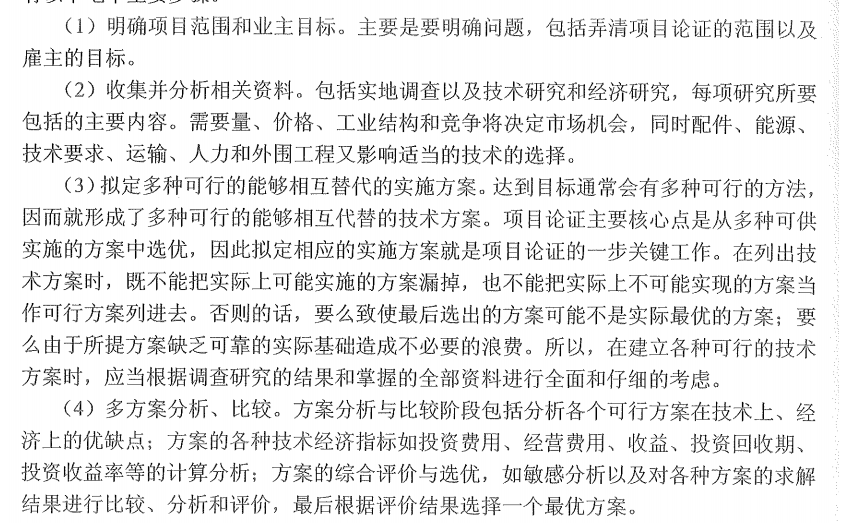 （1）明确项目范围和业主目标。主要是要明确问题，包括弄清项目论证的范围以及
雇主的目标。
（2）收集并分析相关资料。包括实地调查以及技术研究和经济研究，每项研究所要
包括的主要内容。需要量、价格、工业结构和竞争将决定市场机会，同时配件、能源、
技术要求、运输、人力和外围工程又影响适当的技术的选择。
（3）拟定多种可行的能够相互替代的实施方案。达到目标通常会有多种可行的方法，
因而就形成了多种可行的能够相互代替的技术方案。项目论证主要核心点是从多种可供
实施的方案中选优，因此拟定相应的实施方案就是项目论证的一步关键工作。在列出技
术方案时，既不能把实际上可能实施的方案漏掉，也不能把实际上不可能实现的方案当
作可行方案列进去。否则的话，要么致使最后选出的方案可能不是实际最优的方案；要
么由于所提方案缺乏可靠的实际基础造成不必要的浪费。所以，在建立各种可行的技术
方案时，应当根据调查研究的结果和掌握的全部资料进行全面和仔细的考虑。
（4）多方案分析、比较。方案分析与比较阶段包括分析各个可行方案在技术上、经
济上的优缺点；方案的各种技术经济指标如投资费用、经营费用、收益、投资回收期、
投资收益率等的计算分析；方案的综合评价与选优，如敏感分析以及对各种方案的求解
结果进行比较、分析和评价，最后根据评价结果选择一个最优方案。